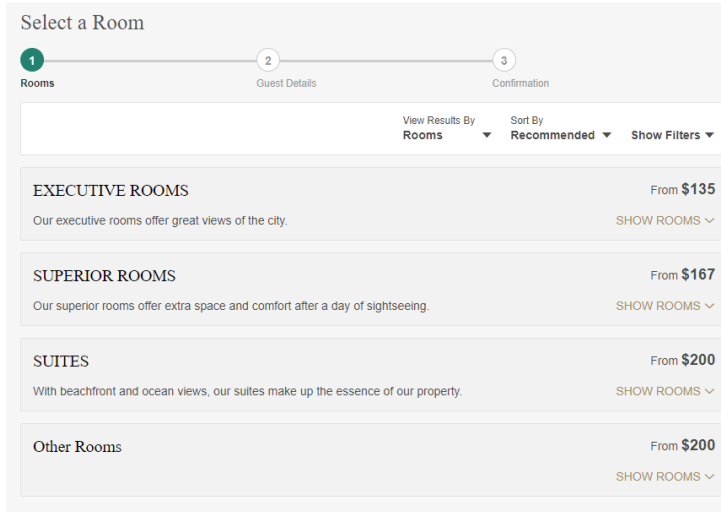 Select a Room
1 2 3
Rooms Guest Details Confirmation
View Results By Sort By
Rooms Recommended Show Filters
EXECUTIVE ROOMS From $135
Our executive rooms offer great views of the city. SHOW ROOMS
SUPERIOR ROOMS From $167
Our superior rooms offer extra space and comfort after a day of sightseeing. SHOW ROOMS
SUITES From $200
With beachfront and ocean views, our suites make up the essence of our property. SHOW ROOMS
Other Rooms From $200
SHOW ROOMS